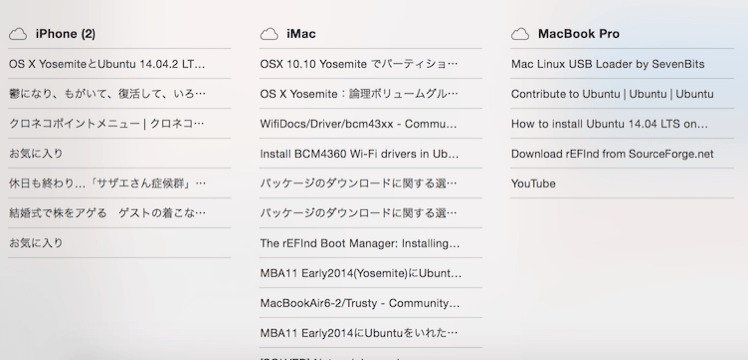 iPhone (2)
OS X YosemiteとUbuntu 14.04.2 LT…
鬱になり、もがいて、復活して、いろ…
クロネコポイントメニュー | クロネコ…
お気に入り
休日も終わり…「サザエさん症候群」…
結婚式で株をアゲる　ゲストの着こな…
お気に入り
iMac
OSX 10.10 Yosemite でパーティショ…
OS X Yosemite：論理ボリュームグル…
WifiDocs/Driver/bcm43xx - Commu…
Install BCM4360 Wi-Fi drivers in Ub…
パッケージのダウンロードに関する選…
パッケージのダウンロードに関する選…
The rEFInd Boot Manager: Installing…
MBA11 Early2014(Yosemite)にUbunt…
MacBookAir6-2/Trusty - Community…
MBA11 Early2014にUbuntuをいれた…
MacBook Pro
Mac Linux USB Loader by SevenBits
Contribute to Ubuntu | Ubuntu | Ubuntu
How to install Ubuntu 14.04 LTS on…
Download rEFInd from SourceForge.net
YouTube